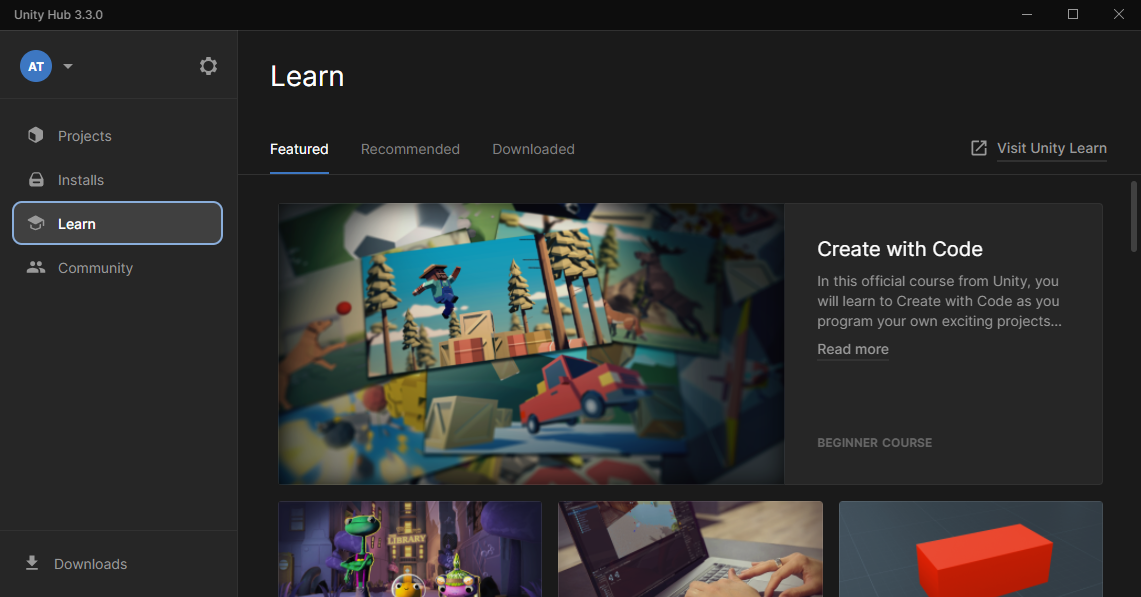 Unity Hub 3.3.0
AT
Projects
Installs
Learn
Community
Downloads
Learn
Featured
Recommended
Downloaded
Visit Unity Learn
Create with Code
In this official course from Unity, you
will learn to Create with Code as you
program your own exciting projects...
Read more
BEGINNER COURSE
LIBRARY